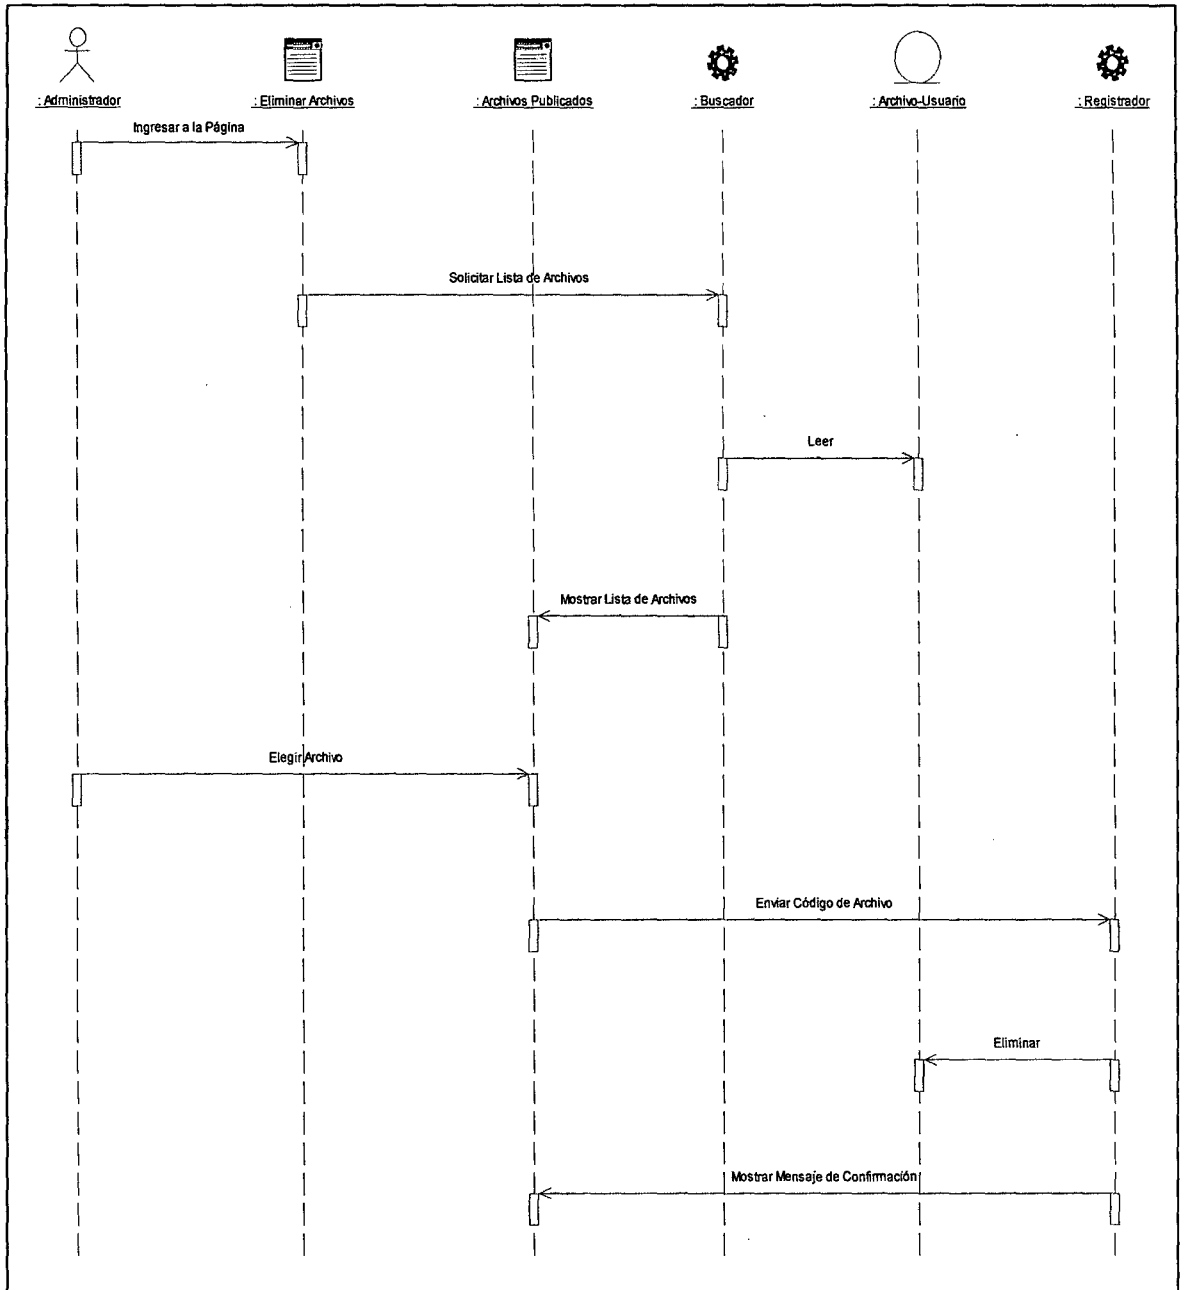 : Administrador
: Eliminar Archivos
: Archivos Publicados
: Buscador
: Archivo-Usuario
: Registrador
Ingresar a la Página
Solicitar Lista de Archivos
Leer
Mostrar Lista de Archivos
Elegir Archivo
Enviar Código de Archivo
Eliminar
Mostrar Mensaje de Confirmación